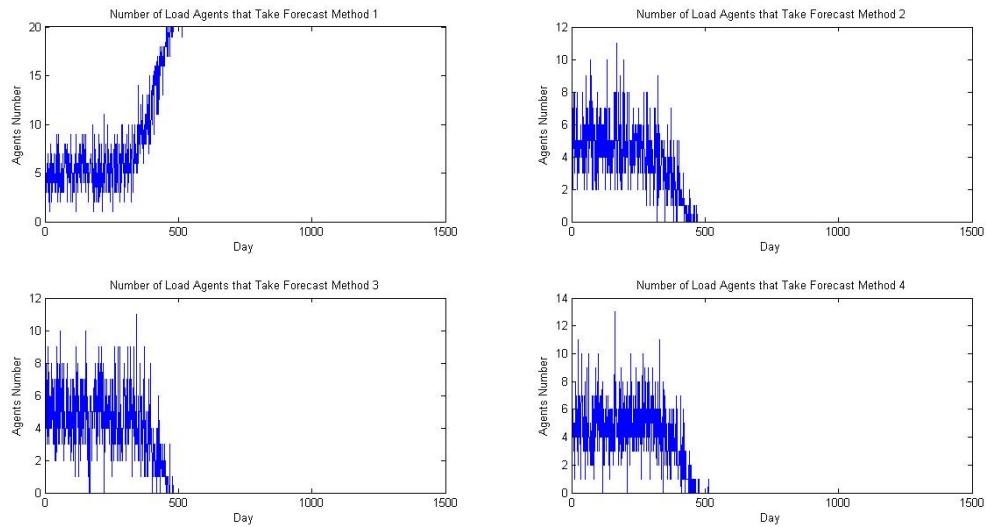 Number of Load Agents that Take Forecast Method 1
20
15
10
5
0
Agents Number
0 500 1000 1500
Day
Number of Load Agents that Take Forecast Method 2
12
10
8
6
4
2
0
Agents Number
0 500 1000 1500
Day
Number of Load Agents that Take Forecast Method 3
12
10
8
6
4
2
0
Agents Number
0 500 1000 1500
Day
Number of Load Agents that Take Forecast Method 4
14
12
10
8
6
4
2
0
Agents Number
0 500 1000 1500
Day